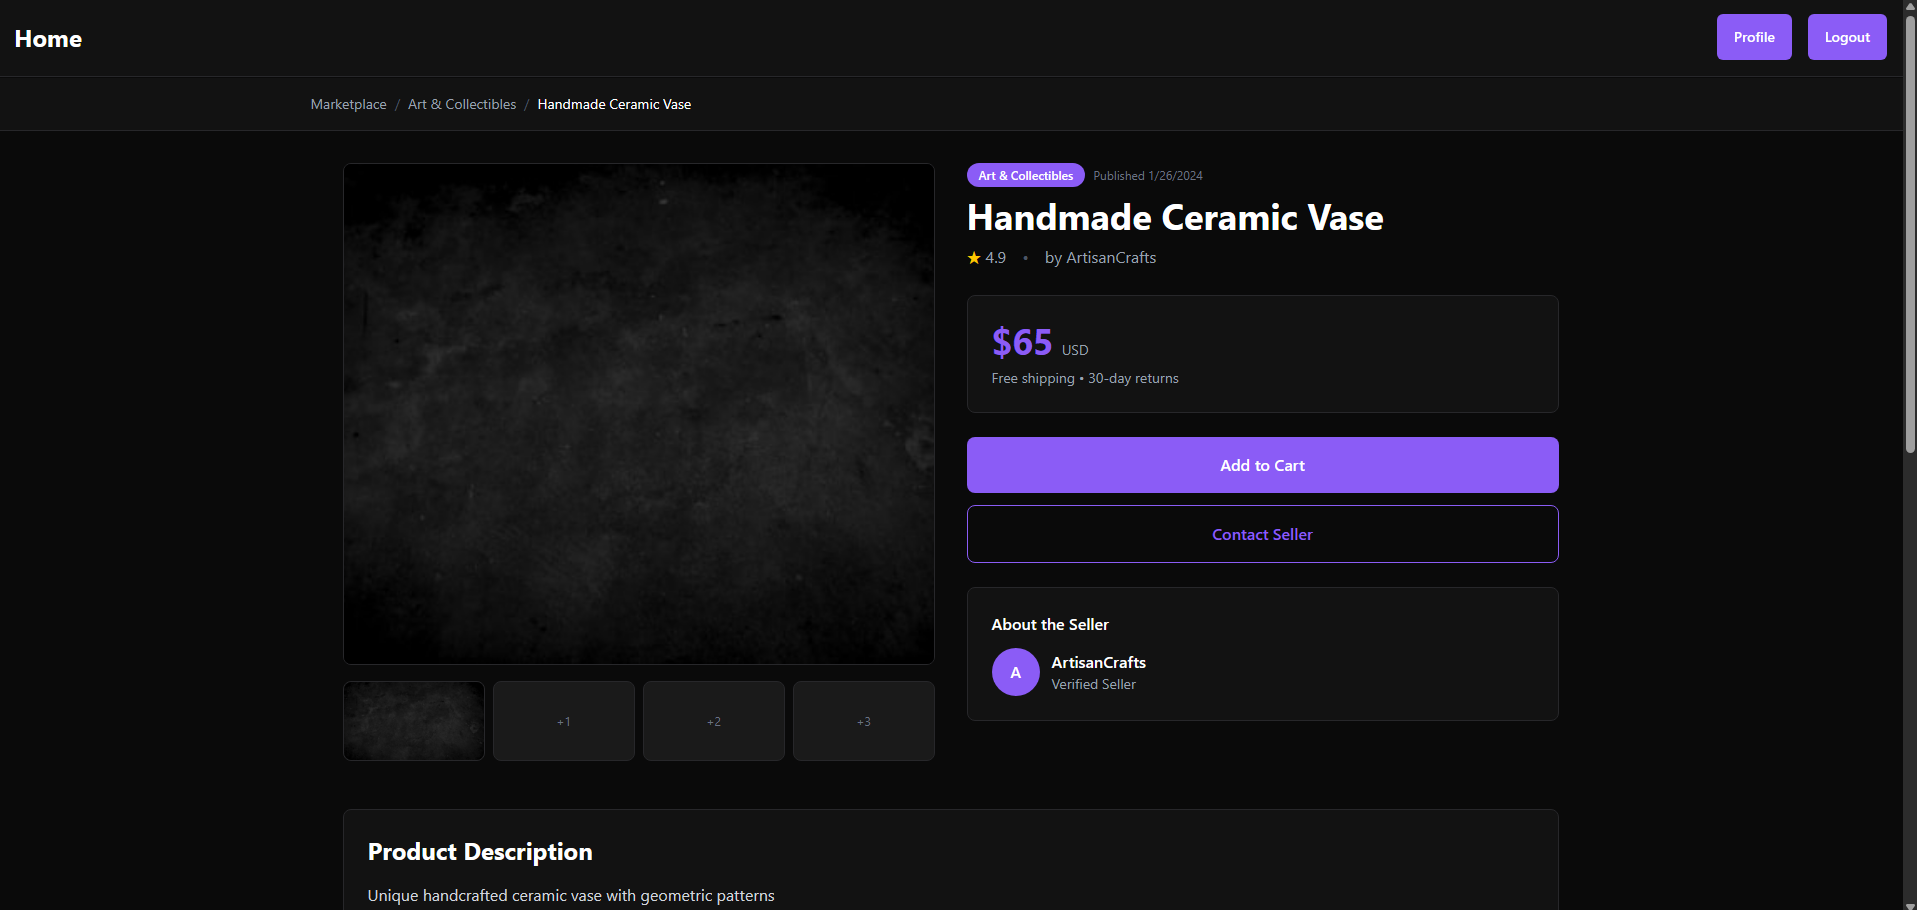 Home
Profile
Logout
Marketplace / Art & Collectibles / Handmade Ceramic Vase
Art & Collectibles
Published 1/26/2024
Handmade Ceramic Vase
★ 4.9 • by ArtisanCrafts
$65 USD
Free shipping • 30-day returns
Add to Cart
Contact Seller
About the Seller
A
ArtisanCrafts
Verified Seller
+1
+2
+3
Product Description
Unique handcrafted ceramic vase with geometric patterns